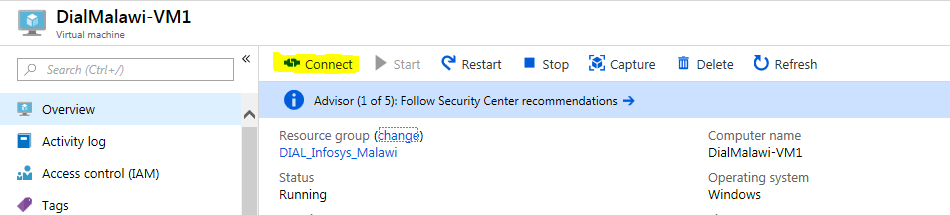 DialMalawi-VM1
Virtual machine
Search (Ctrl+/)
Overview
Activity log
Access control (IAM)
Tags
Connect Start Restart Stop Capture Delete Refresh
Advisor (1 of 5): Follow Security Center recommendations →
Resource group (change)
DIAL_Infosys_Malawi
Status
Running
Computer name
DialMalawi-VM1
Operating system
Windows